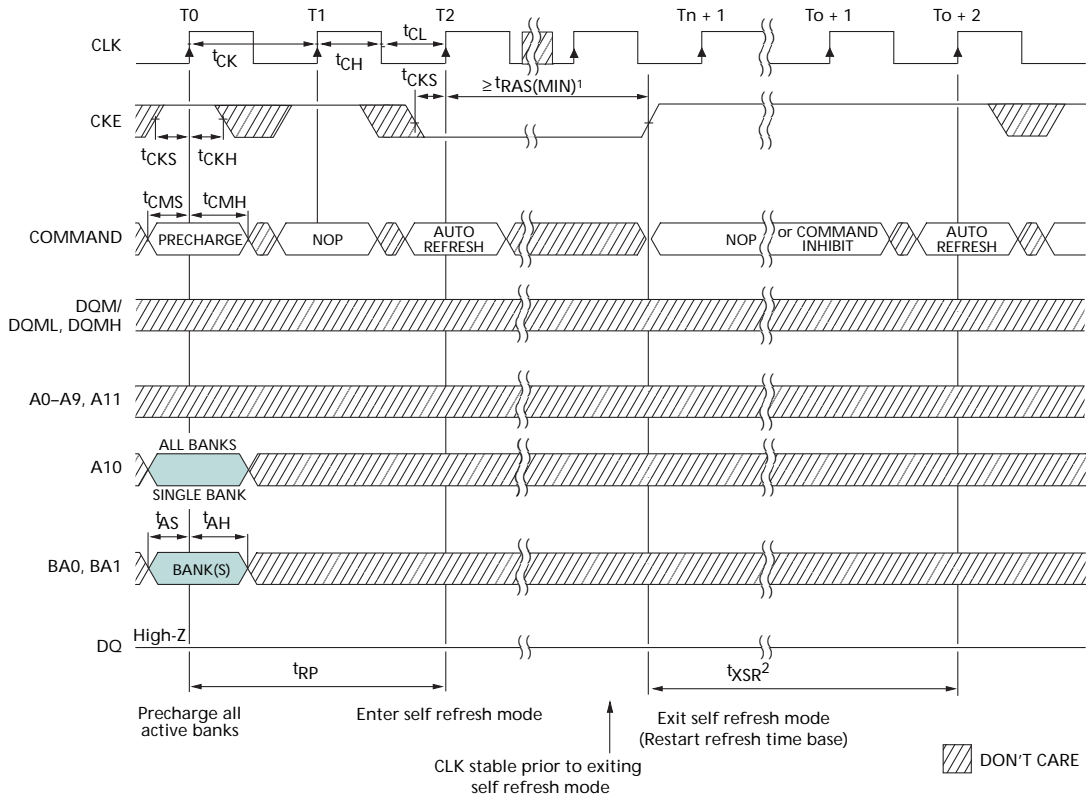 T0 T1 T2 Tn + 1 To + 1 To + 2
CLK
tCK tCH tCL
tCKS ≥ tRAS(MIN)1
CKE
tCKS tCKH
tCMS tCMH
COMMAND PRECHARGE NOP AUTO REFRESH NOP or COMMAND INHIBIT AUTO REFRESH
DQM/
DQML, DQMH
A0–A9, A11
ALL BANKS
A10
SINGLE BANK
tAS tAH
BA0, BA1 BANK(S)
High-Z
DQ
tRP tXSR2
Precharge all
active banks
Enter self refresh mode
CLK stable prior to exiting
self refresh mode
Exit self refresh mode
(Restart refresh time base)
DON'T CARE